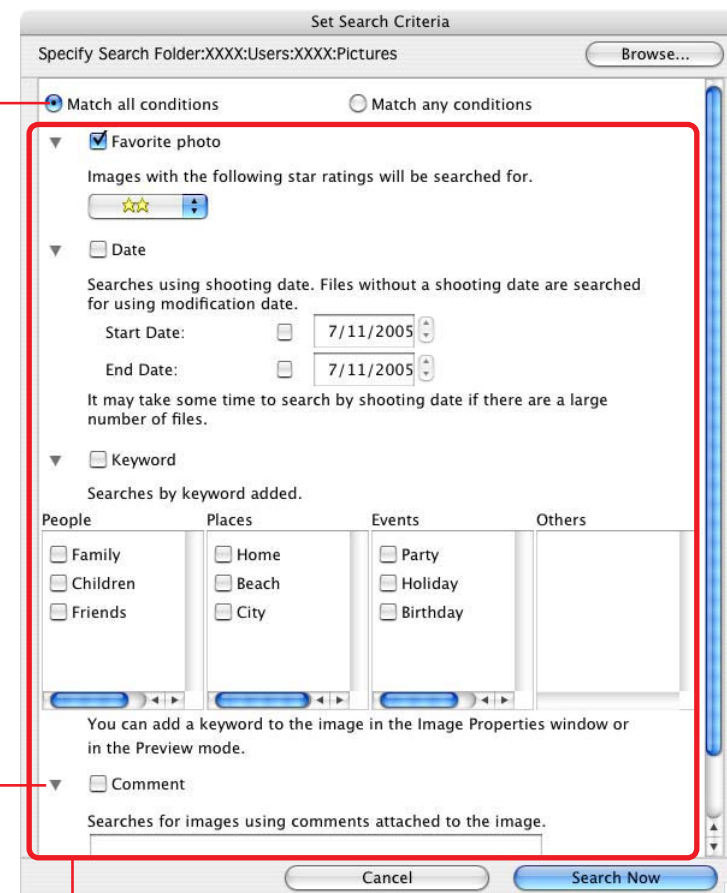 Set Search Criteria
Specify Search Folder:XXXX:Users:XXXX:Pictures
Browse...
Match all conditions
Match any conditions
Favorite photo
Images with the following star ratings will be searched for.
Date
Searches using shooting date. Files without a shooting date are searched
for using modification date.
Start Date:
7/11/2005
End Date:
7/11/2005
It may take some time to search by shooting date if there are a large
number of files.
Keyword
Searches by keyword added.
People
Places
Events
Others
Family
Children
Friends
Home
Beach
City
Party
Holiday
Birthday
You can add a keyword to the image in the Image Properties window or
in the Preview mode.
Comment
Searches for images using comments attached to the image.
Cancel
Search Now